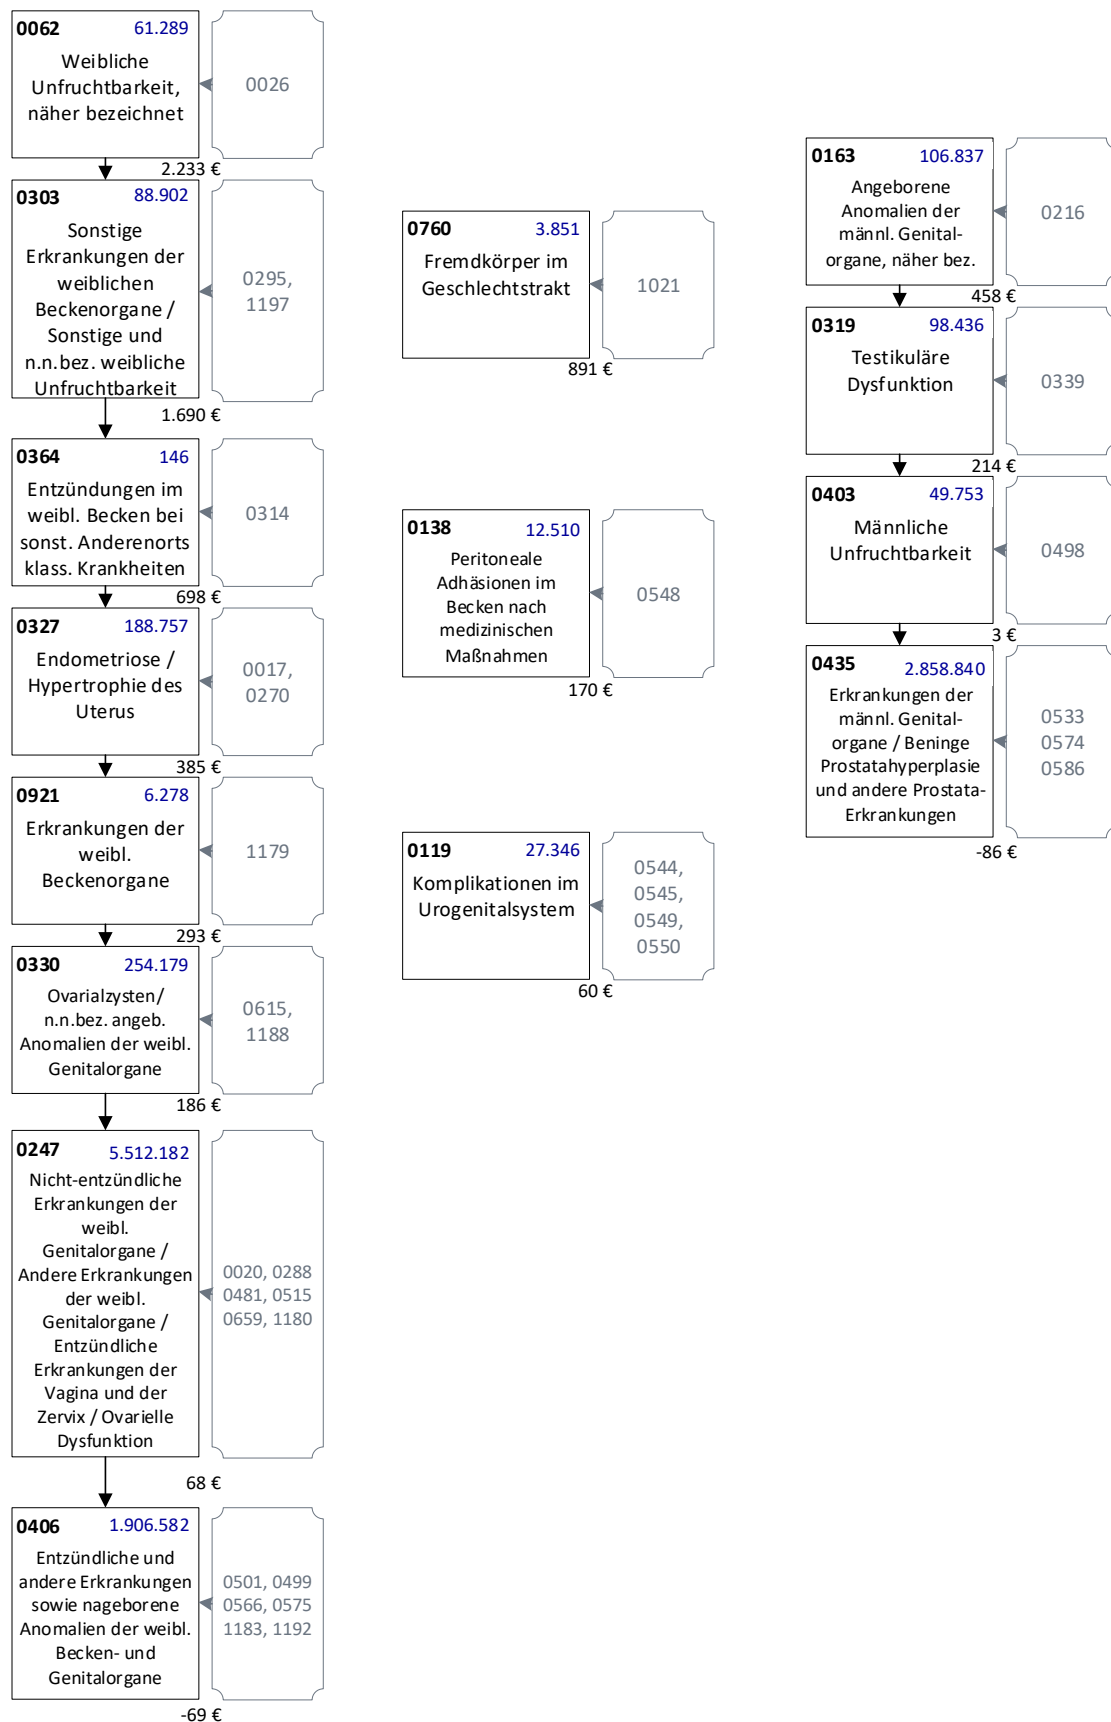 0062 61.289
Weibliche
Unfruchtbarkeit,
näher bezeichnet
0026
2.233 €
0303 88.902
Sonstige
Erkrankungen der
weiblichen
Beckenorgane /
Sonstige und
n.n.bez. weibliche
Unfruchtbarkeit
0295,
1197
1.690 €
0364 146
Entzündungen im
weibl. Becken bei
sonst. Anderenorts
klass. Krankheiten
0314
698 €
0327 188.757
Endometriose /
Hypertrophie des
Uterus
0017,
0270
385 €
0921 6.278
Erkrankungen der
weibl.
Beckenorgane
1179
293 €
0330 254.179
Ovarialzysten/
n.n.bez. angeb.
Anomalien der weibl.
Genitalorgane
0615,
1188
186 €
0247 5.512.182
Nicht-entzündliche
Erkrankungen der
weibl.
Genitalorgane /
Andere Erkrankungen
der weibl.
Genitalorgane /
Entzündliche
Erkrankungen der
Vagina und der
Zervix / Ovarielle
Dysfunktion
0020, 0288
0481, 0515
0659, 1180
68 €
0406 1.906.582
Entzündliche und
andere Erkrankungen
sowie nageborene
Anomalien der weibl.
Becken- und
Genitalorgane
0501, 0499
0566, 0575
1183, 1192
-69 €
0760 3.851
Fremdkörper im
Geschlechtstrakt
1021
891 €
0138 12.510
Peritoneale
Adhäsionen im
Becken nach
medizinischen
Maßnahmen
0548
170 €
0119 27.346
Komplikationen im
Urogenitalsystem
0544,
0545,
0549,
0550
60 €
0163 106.837
Angeborene
Anomalien der
männl. Genital-
organe, näher bez.
0216
458 €
0319 98.436
Testikuläre
Dysfunktion
0339
214 €
0403 49.753
Männliche
Unfruchtbarkeit
0498
3 €
0435 2.858.840
Erkrankungen der
männl. Genital-
organe / Beninge
Prostatahyperplasie
und andere Prostata-
Erkrankungen
0533
0574
0586
-86 €